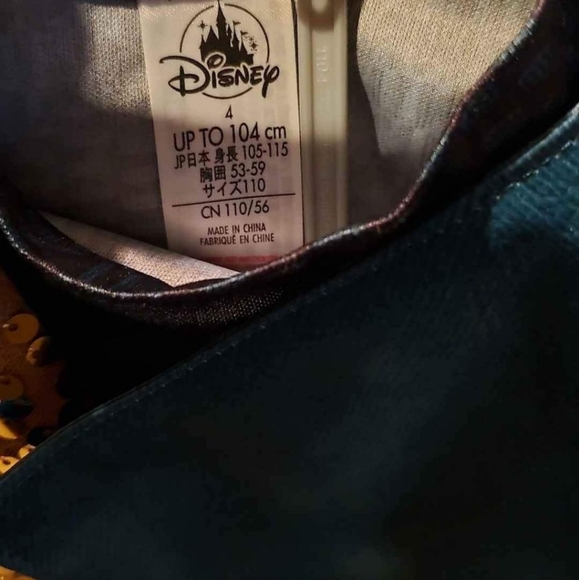 Disney
4
UP TO 104 cm
JP日本 身長 105-115
胸囲 53-59
サイズ110
CN 110/56
MADE IN CHINA
FABRIQUÉ EN CHINE